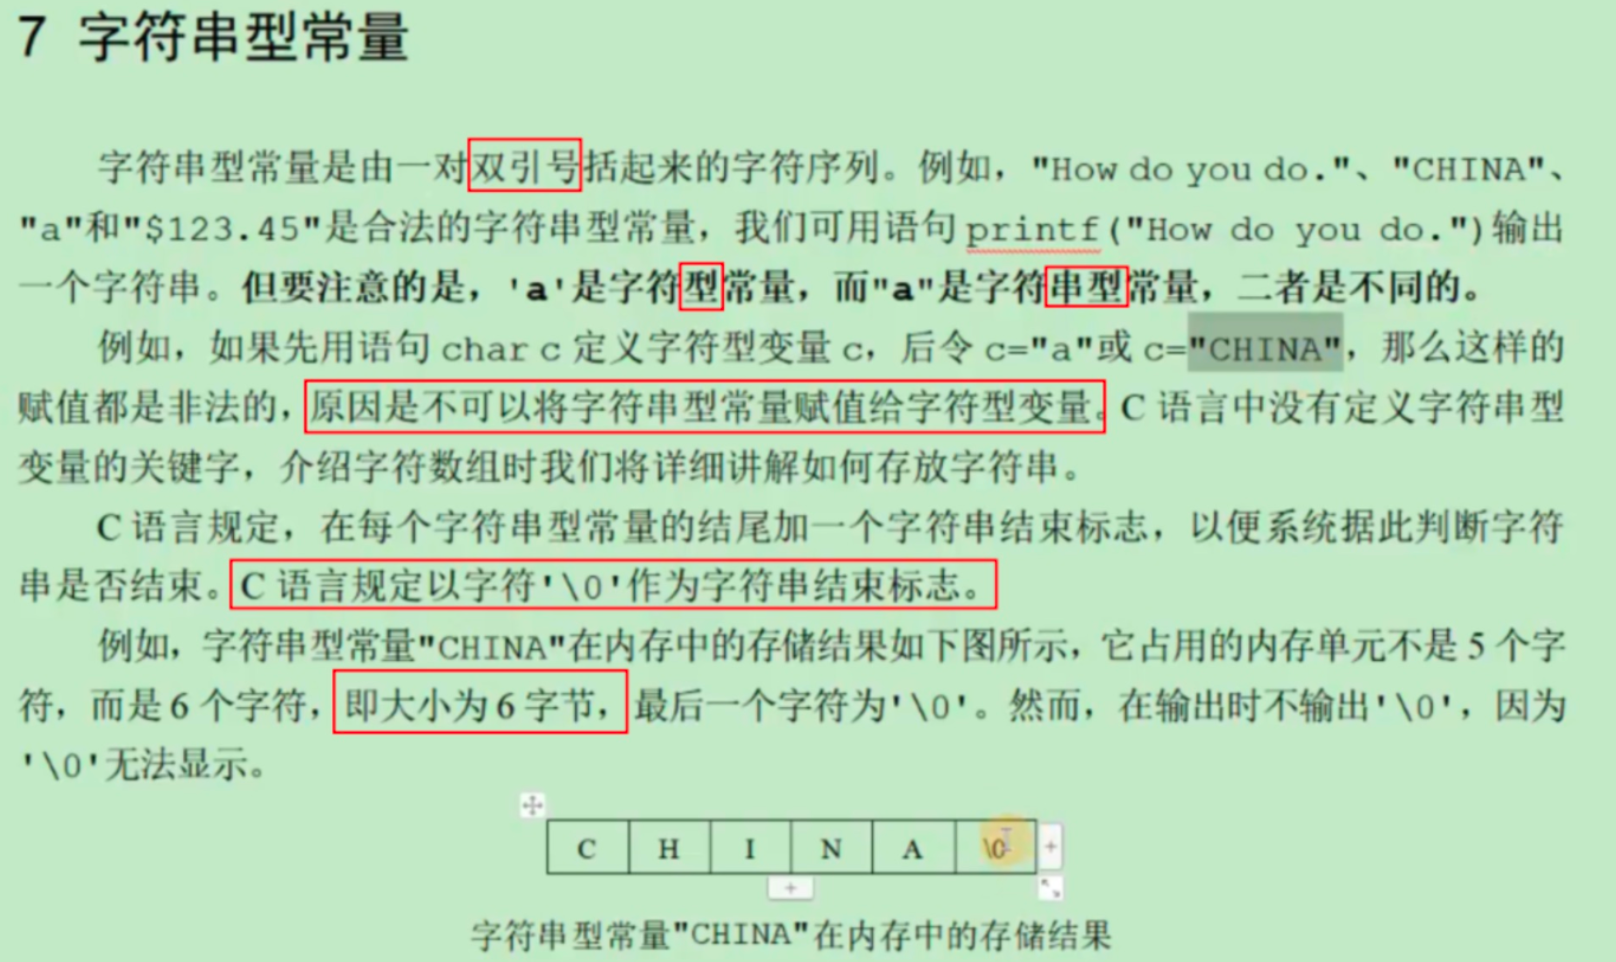 7 字符串型常量
字符串型常量是由一对双引号括起来的字符序列。例如，"How do you do."、"CHINA"、
"a"和"$123.45"是合法的字符串型常量，我们可用语句 printf("How do you do.")输出
一个字符串。但要注意的是，'a'是字符型常量，而"a"是字符串型常量，二者是不同的。
例如，如果先用语句 char c 定义字符型变量 c，后令 c="a"或 c="CHINA"，那么这样的
赋值都是非法的，原因是不可以将字符串型常量赋值给字符型变量。C 语言中没有定义字符串型
变量的关键字，介绍字符数组时我们将详细讲解如何存放字符串。
C 语言规定，在每个字符串型常量的结尾加一个字符串结束标志，以便系统据此判断字符
串是否结束。C 语言规定以字符'\0'作为字符串结束标志。
例如，字符串型常量"CHINA"在内存中的存储结果如下图所示，它占用的内存单元不是 5 个字
符，而是 6 个字符，即大小为 6 字节，最后一个字符为'\0'。然而，在输出时不输出'\0'，因为
'\0'无法显示。
C H I N A \0
字符串型常量"CHINA"在内存中的存储结果